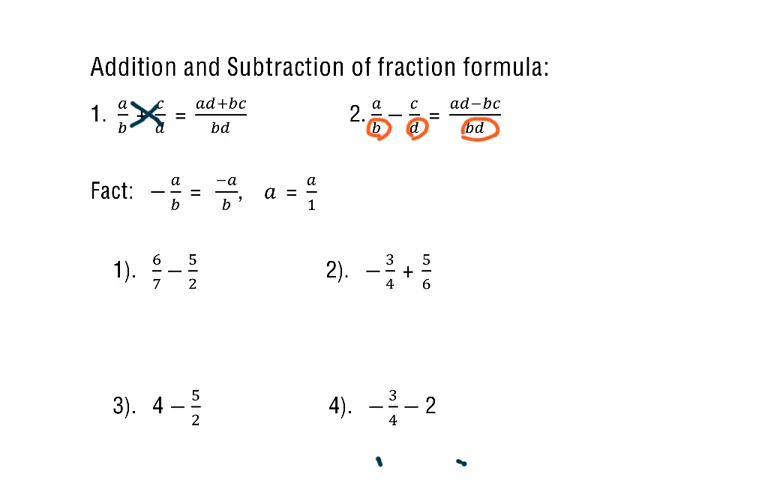 Addition and Subtraction of fraction formula:
1. a/b + c/d = ad+bc/bd 2. a/b − c/d = ad−bc/bd
Fact: −a/b = −a/b, a = a/1
1). 6/7 − 5/2 2). −3/4 + 5/6
3). 4 − 5/2 4). −3/4 − 2